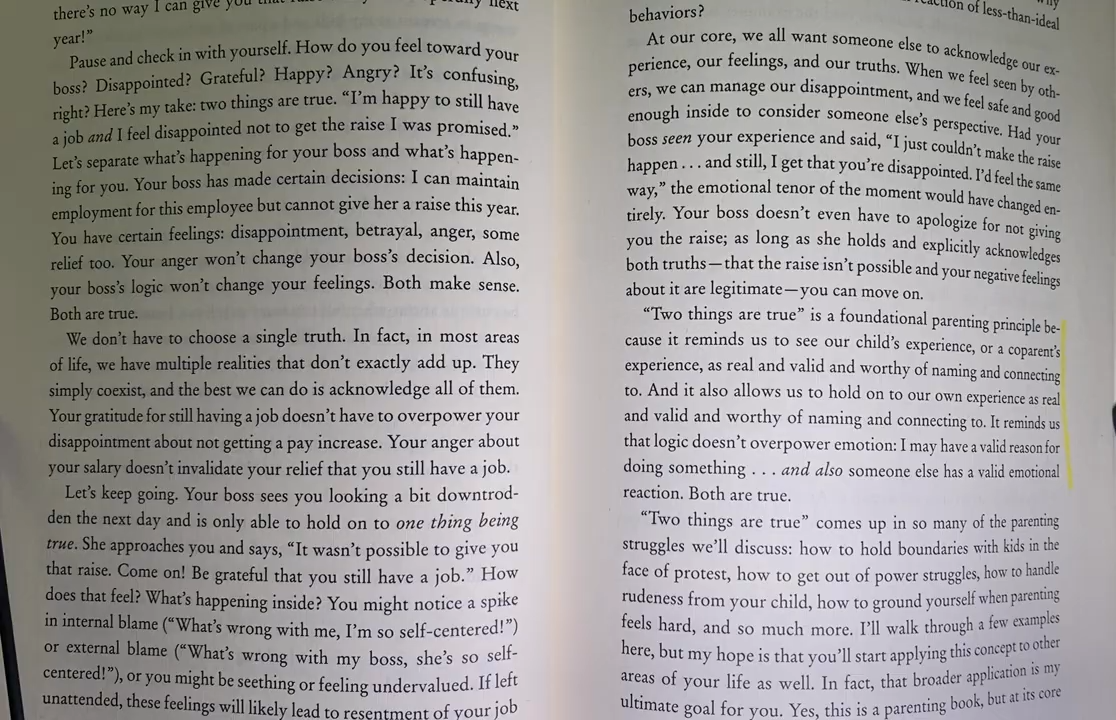 there's no way I can give you that next
year!"
Pause and check in with yourself. How do you feel toward your
boss? Disappointed? Grateful? Happy? Angry? It's confusing,
right? Here's my take: two things are true. "I'm happy to still have
a job and I feel disappointed not to get the raise I was promised."
Let's separate what's happening for your boss and what's happen-
ing for you. Your boss has made certain decisions: I can maintain
employment for this employee but cannot give her a raise this year.
You have certain feelings: disappointment, betrayal, anger, some
relief too. Your anger won't change your boss's decision. Also,
your boss's logic won't change your feelings. Both make sense.
Both are true.
We don't have to choose a single truth. In fact, in most areas
of life, we have multiple realities that don't exactly add up. They
simply coexist, and the best we can do is acknowledge all of them.
Your gratitude for still having a job doesn't have to overpower your
disappointment about not getting a pay increase. Your anger about
your salary doesn't invalidate your relief that you still have a job.
Let's keep going. Your boss sees you looking a bit downtrod-
den the next day and is only able to hold on to one thing being
true. She approaches you and says, "It wasn't possible to give you
that raise. Come on! Be grateful that you still have a job." How
does that feel? What's happening inside? You might notice a spike
in internal blame ("What's wrong with me, I'm so self-centered!")
or external blame ("What's wrong with my boss, she's so self-
centered!"), or you might be seething or feeling undervalued. If left
unattended, these feelings will likely lead to resentment of your job
why
reaction of less-than-ideal
behaviors?
At our core, we all want someone else to acknowledge our ex-
perience, our feelings, and our truths. When we feel seen by oth-
ers, we can manage our disappointment, and we feel safe and good
enough inside to consider someone else's perspective. Had your
boss seen your experience and said, "I just couldn't make the raise
happen . . . and still, I get that you're disappointed. I'd feel the same
way," the emotional tenor of the moment would have changed en-
tirely. Your boss doesn't even have to apologize for not giving
you the raise; as long as she holds and explicitly acknowledges
both truths—that the raise isn't possible and your negative feelings
about it are legitimate—you can move on.
"Two things are true" is a foundational parenting principle be-
cause it reminds us to see our child's experience, or a coparent's
experience, as real and valid and worthy of naming and connecting
to. And it also allows us to hold on to our own experience as real
and valid and worthy of naming and connecting to. It reminds us
that logic doesn't overpower emotion: I may have a valid reason for
doing something . . . and also someone else has a valid emotional
reaction. Both are true.
"Two things are true" comes up in so many of the parenting
struggles we'll discuss: how to hold boundaries with kids in the
face of protest, how to get out of power struggles, how to handle
rudeness from your child, how to ground yourself when parenting
feels hard, and so much more. I'll walk through a few examples
here, but my hope is that you'll start applying this concept to other
areas of your life as well. In fact, that broader application is my
ultimate goal for you. Yes, this is a parenting book, but at its core